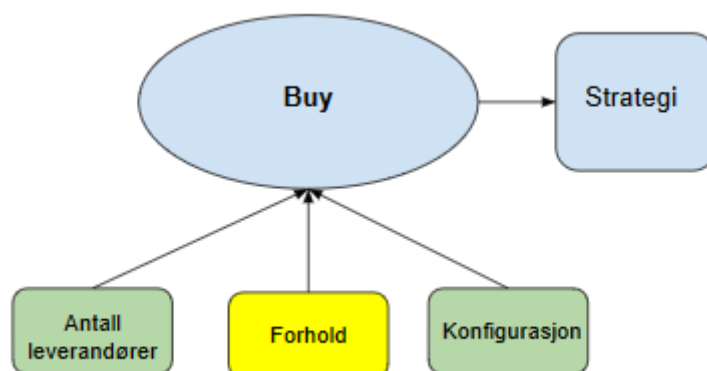 Buy
Strategi
Antall
leverandører
Forhold
Konfigurasjon